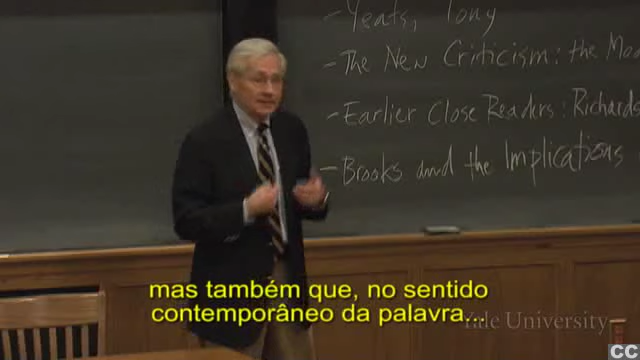 - Yeats, Tony
- The New Criticism: the Mod
- Earlier Close Readers: Richards
- Brooks and the Implications
mas também que, no sentido
contemporâneo da palavra...
Yale University
CC